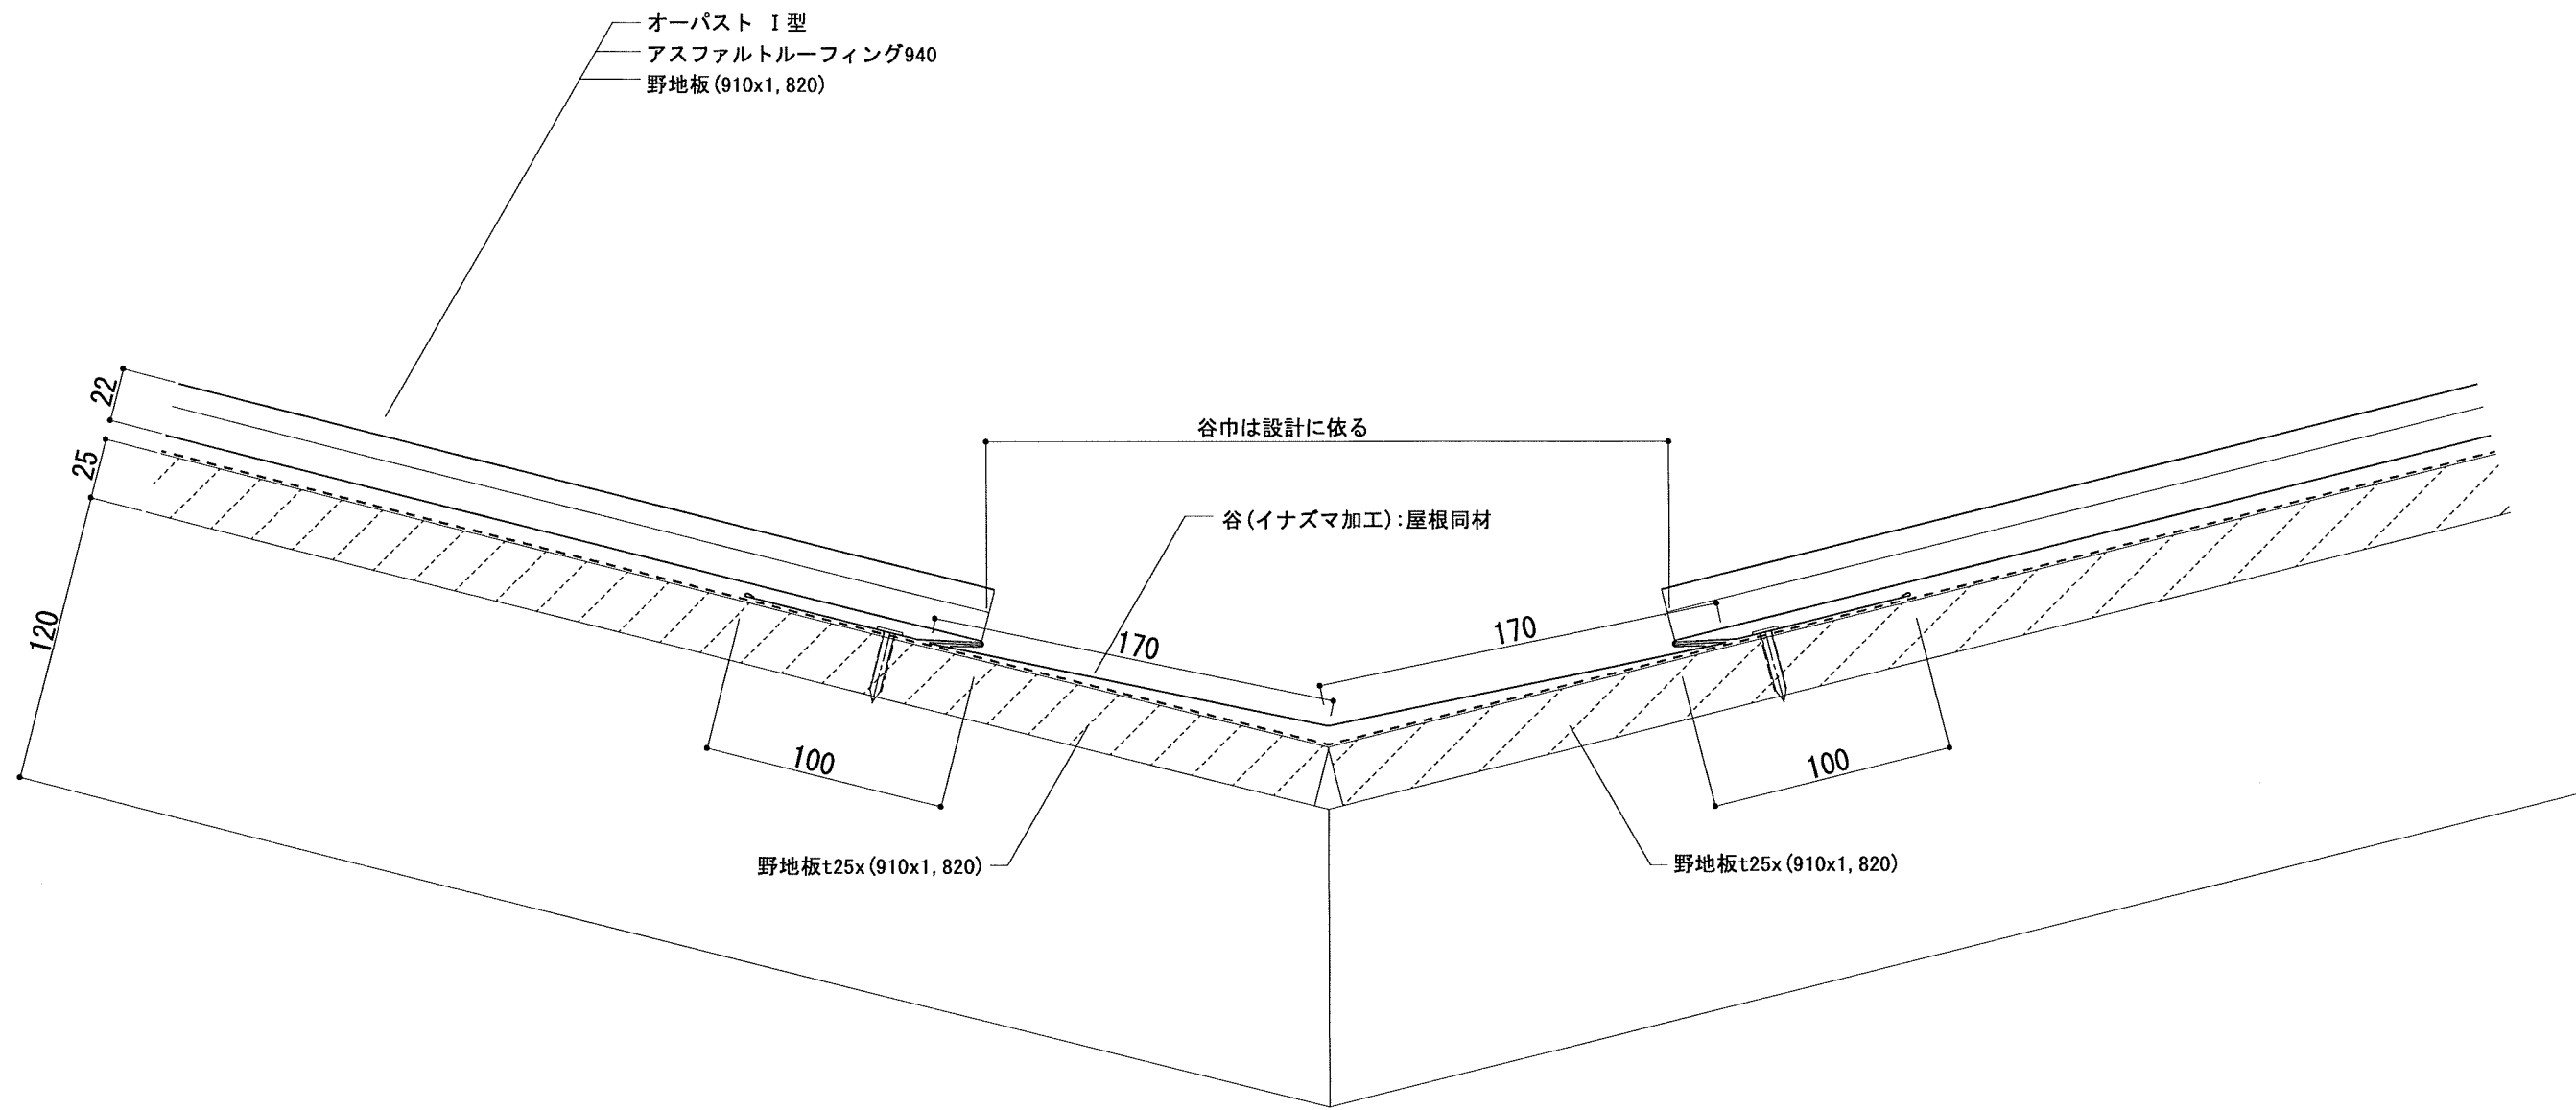 オーパスト Ⅰ型
アスファルトルーフィング940
野地板(910x1,820)
22
25
120
谷巾は設計に依る
谷(イナズマ加工):屋根同材
170
170
100
100
野地板t25x(910x1,820)
野地板t25x(910x1,820)